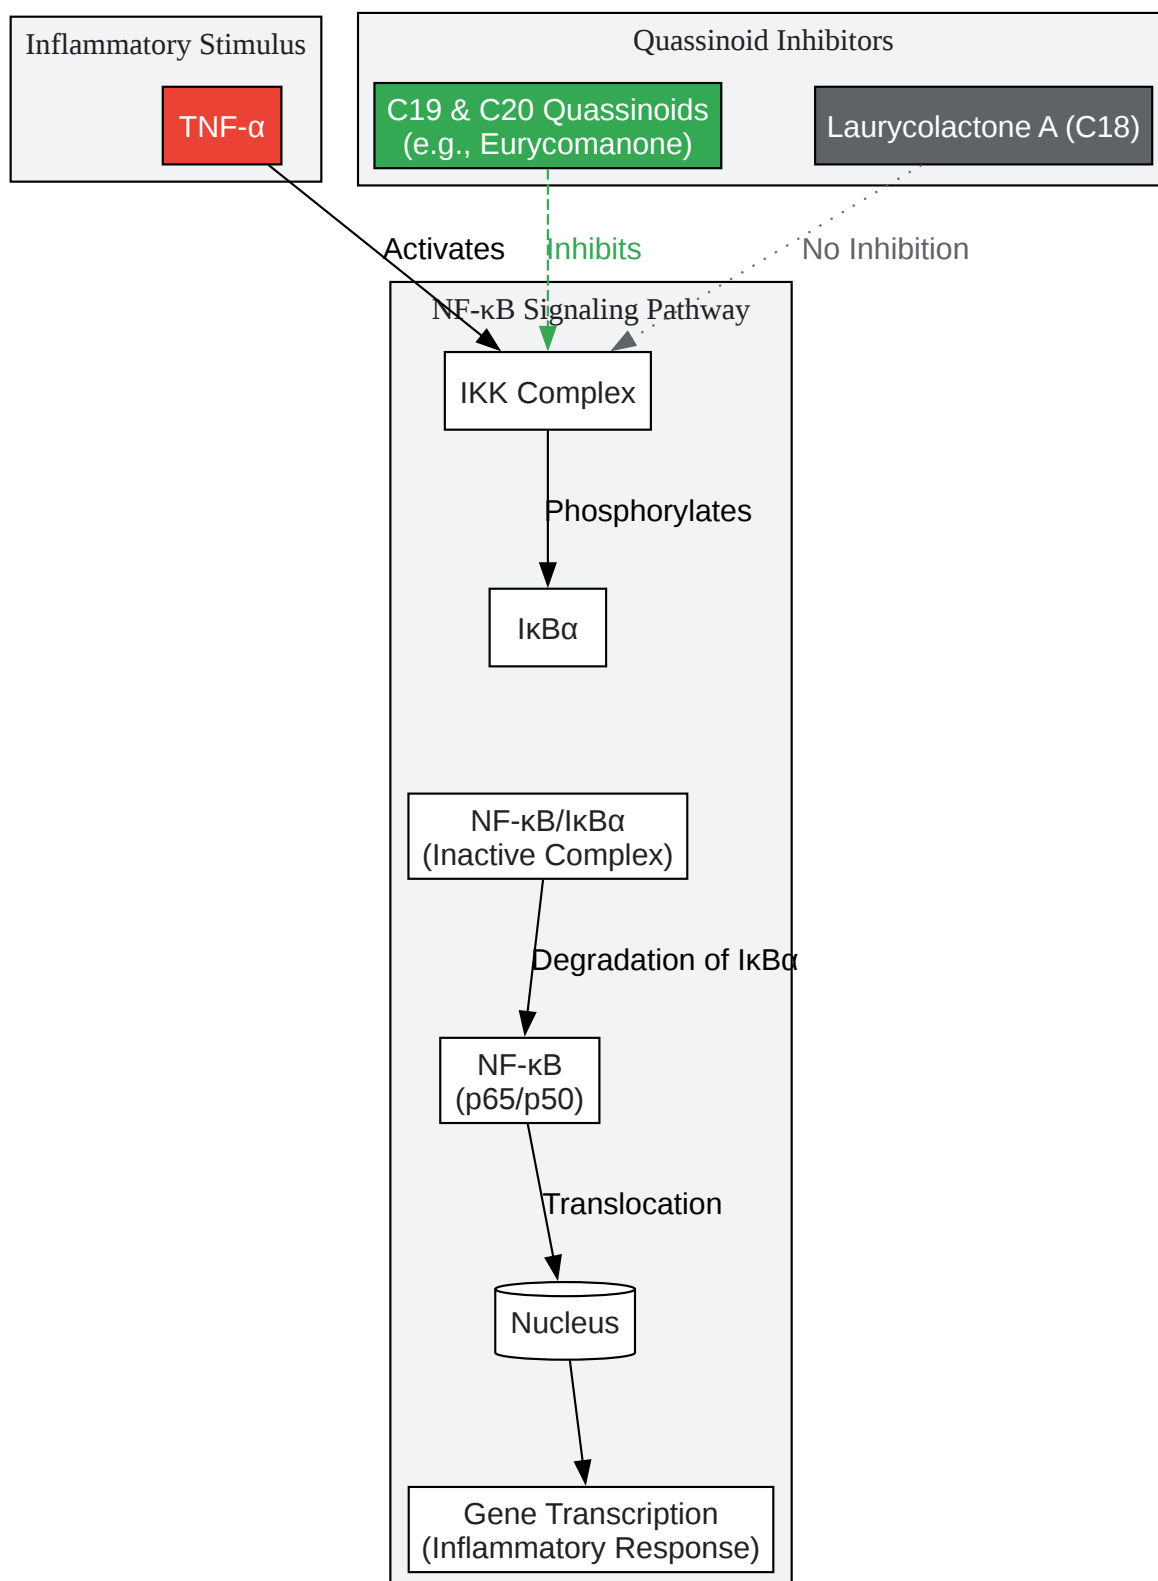 Inflammatory Stimulus
Quassinoid Inhibitors
TNF-α
C19 & C20 Quassinoids
(e.g., Eurycomanone)
Laurycolactone A (C18)
Activates
Inhibits
No Inhibition
NF-κB Signaling Pathway
IKK Complex
Phosphorylates
IκBα
NF-κB/IκBα
(Inactive Complex)
Degradation of IκBα
NF-κB
(p65/p50)
Translocation
Nucleus
Gene Transcription
(Inflammatory Response)